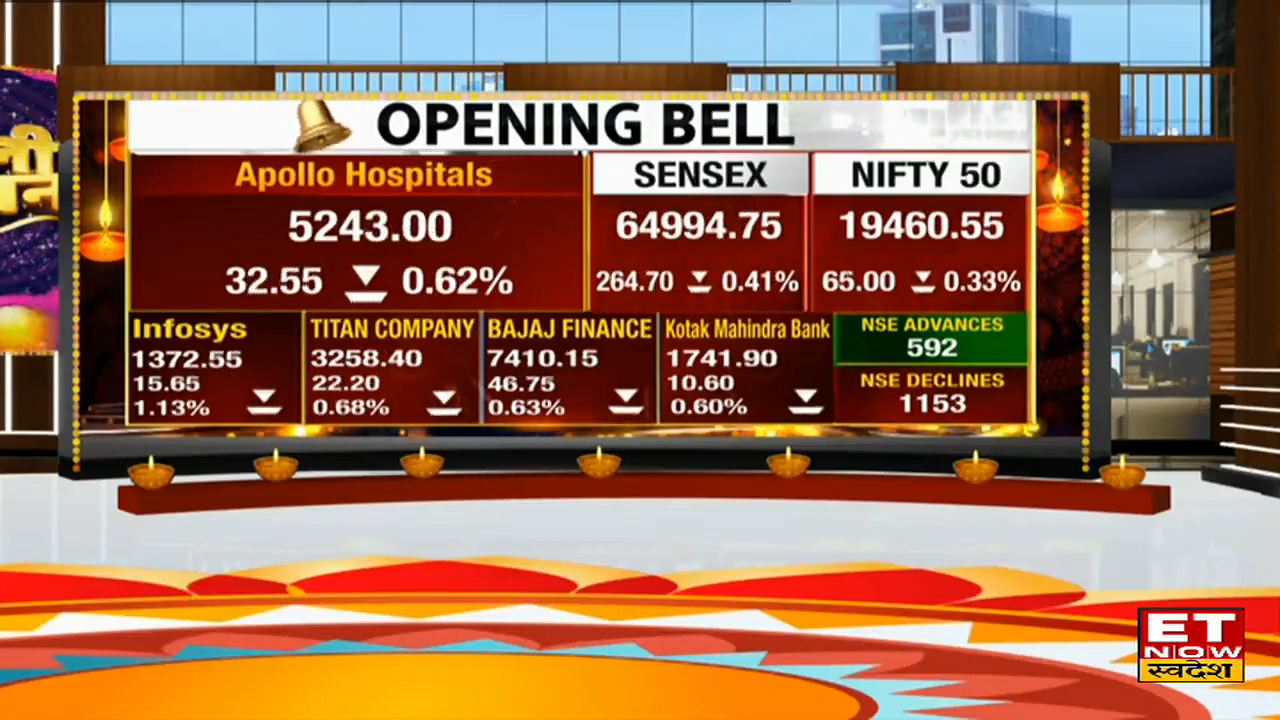 OPENING BELL
Apollo Hospitals
5243.00
32.55 0.62%
SENSEX
64994.75
264.70 0.41%
NIFTY 50
19460.55
65.00 0.33%
Infosys
1372.55
15.65
1.13%
TITAN COMPANY
3258.40
22.20
0.68%
BAJAJ FINANCE
7410.15
46.75
0.63%
Kotak Mahindra Bank
1741.90
10.60
0.60%
NSE ADVANCES
592
NSE DECLINES
1153
ET
NOW
स्वदेश